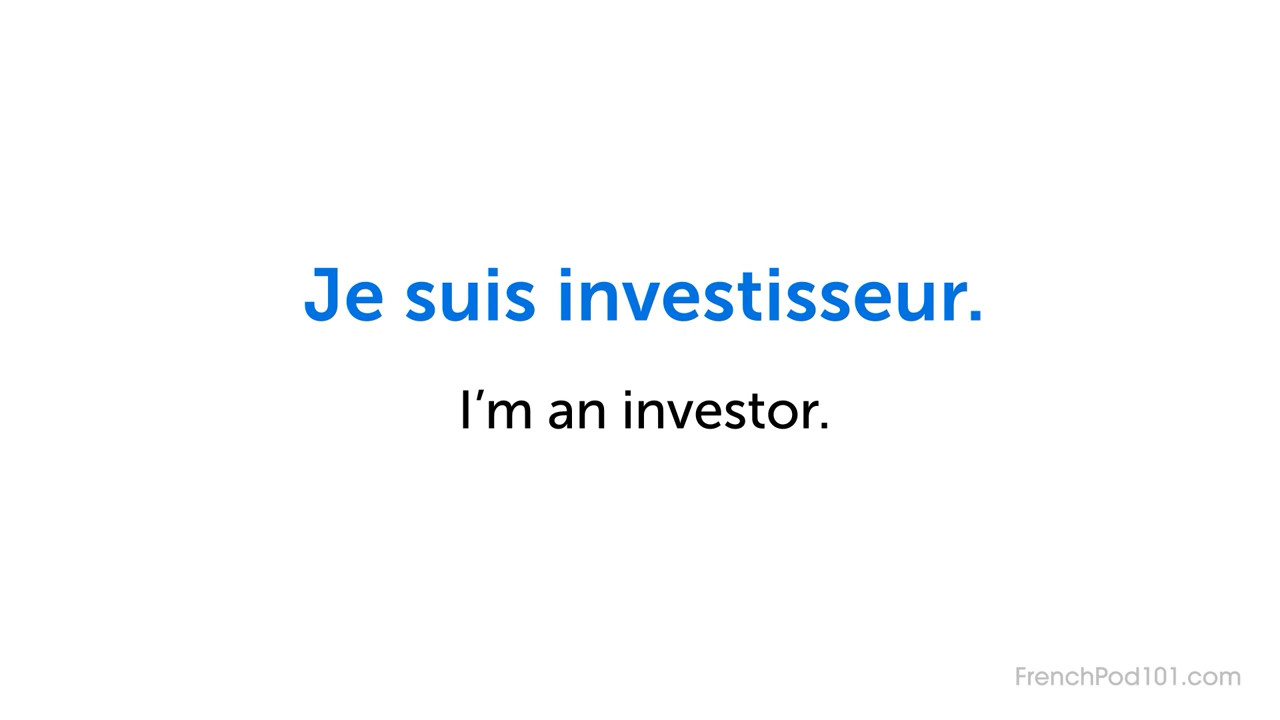 Je suis investisseur.
I’m an investor.
FrenchPod101.com